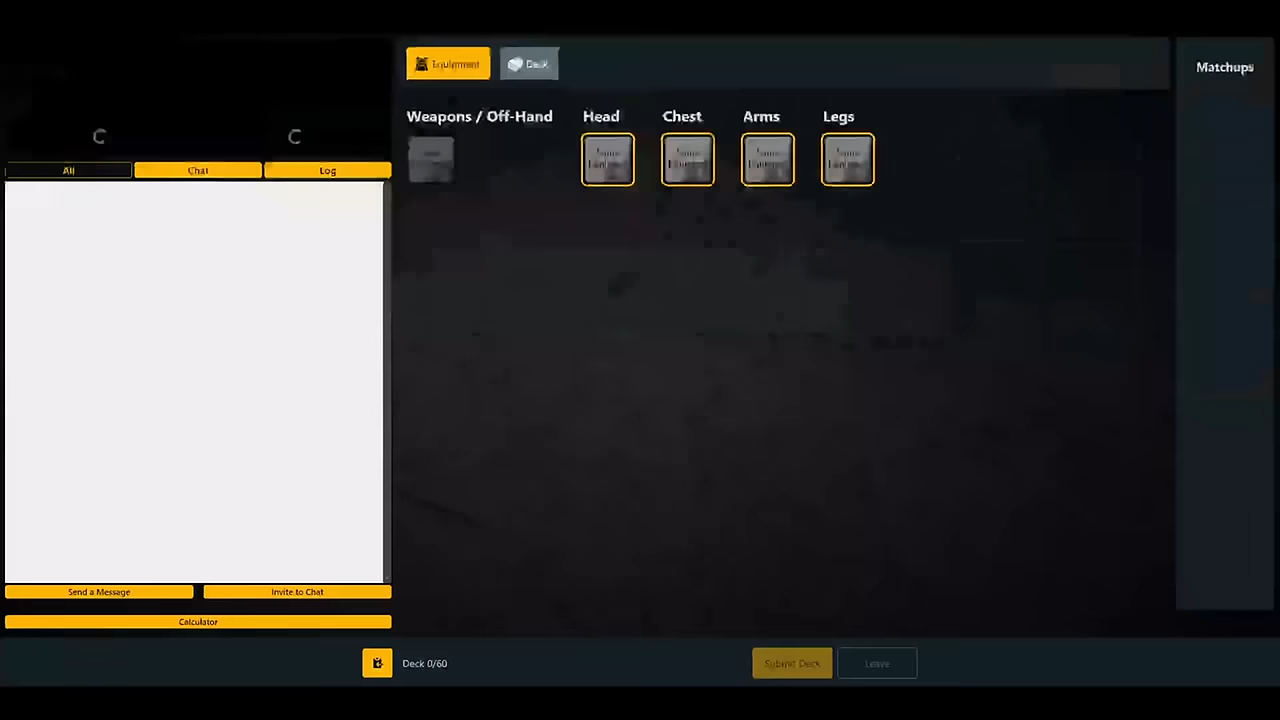 Equipment
Deck
Matchups
Weapons / Off-Hand
Head
Chest
Arms
Legs
All
Chat
Log
Send a Message
Invite to Chat
Calculator
Deck 0/60
Submit Deck
Leave